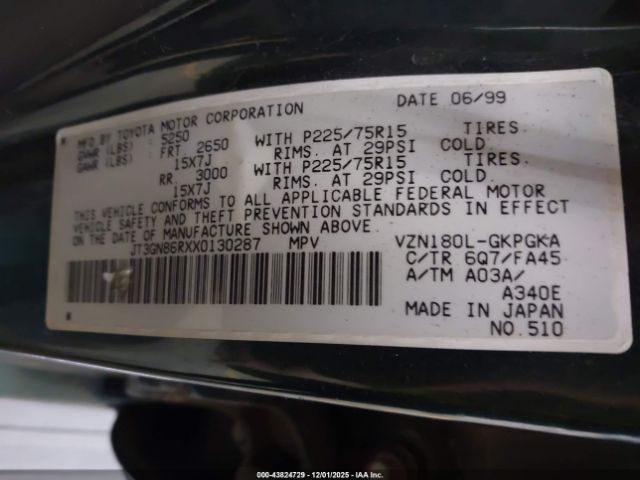 MFD BY TOYOTA MOTOR CORPORATION DATE 06/99
GVWR (LBS) : 5250
GAWR (LBS) : FRT 2650 WITH P225/75R15 TIRES
15X7J RIMS. AT 29PSI COLD.
RR. 3000 WITH P225/75R15 TIRES
15X7J RIMS. AT 29PSI COLD.
THIS VEHICLE CONFORMS TO ALL APPLICABLE FEDERAL MOTOR
VEHICLE SAFETY AND THEFT PREVENTION STANDARDS IN EFFECT
ON THE DATE OF MANUFACTURE SHOWN ABOVE.
JT3GN86RXX0130287 MPV VZN180L-GKPGKA
C/TR 6Q7/FA45
A/TM A03A/
A340E
MADE IN JAPAN
NO.510
000-43824729 - 12/01/2025 - IAA Inc.